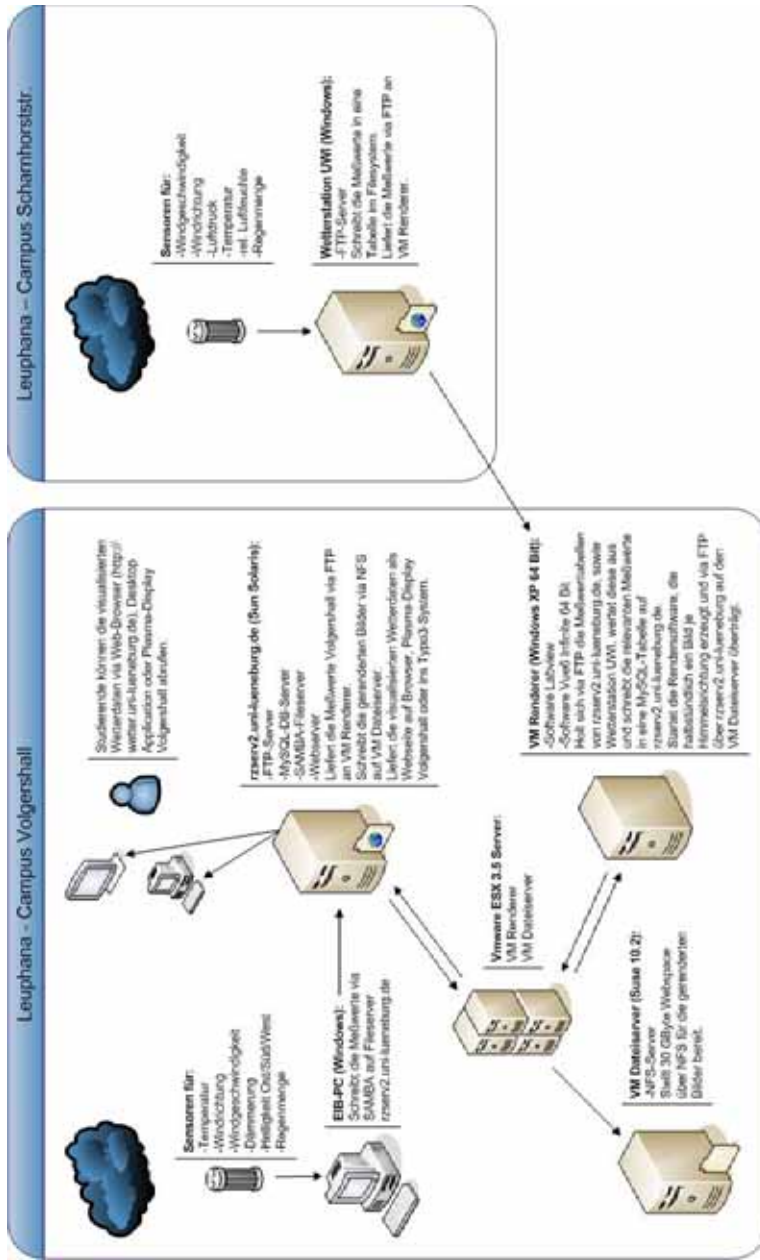 Leuphana - Campus Volgershall
Sensoren für:
-Temperatur
-Windrichtung
-Windgeschwindigkeit
-Dämmerung
-Helligkeit Ost/Süd/West
-Regenmenge
EIB-PC (Windows):
Schreibt die Meßwerte via
SAMBA auf Fileserver
rzserv2.uni-lueneburg.de
Studierende können die visualisierten
Wetterdaten via Web-Browser (http://
wetter.uni-lueneburg.de), Desktop
Application oder Plasma-Display
Volgershall abrufen.
rzserv2.uni-lueneburg.de (Sun Solaris):
-FTP-Server
-MySQL-DB-Server
-SAMBA-Fileserver
-Webserver
Liefert die Meßwerte Volgershall via FTP
an VM Renderer.
Schreibt die gerenderten Bilder via NFS
auf VM Dateiserver.
Liefert die visualisierten Wetterdaten als
Webseite auf Browser, Plasma-Display
Volgershall oder ins Typo3 System.
Vmware ESX 3.5 Server:
VM Renderer
VM Dateiserver
VM Dateiserver (Suse 10.2):
-NFS-Server
Stellt 30 GByte Webspace
über NFS für die gerenderten
Bilder bereit.
VM Renderer (Windows XP 64 Bit):
-Software Labview
-Software Vue6 Infinite 64 Bit
Holt sich via FTP die Meßwerttabellen
von rzserv2.uni-lueneburg.de, sowie
Wetterstation UWI, wertet diese aus
und schreibt die relevanten Meßwerte
in eine MySQL-Tabelle auf
rzserv2.uni-lueneburg.de.
Startet die Rendersoftware, die
halbstündlich ein Bild je
Himmelsrichtung erzeugt und via FTP
über rzserv2.uni-lueneburg auf den
VM Dateiserver überträgt.
Leuphana – Campus Scharnhorststr.
Sensoren für:
-Windgeschwindigkeit
-Windrichtung
-Luftdruck
-Temperatur
-rel. Luftfeuchte
-Regenmenge
Wetterstation UWI (Windows):
-FTP-Server
Schreibt die Meßwerte in eine
Tabelle im Filesystem.
Liefert die Meßwerte via FTP an
VM Renderer.